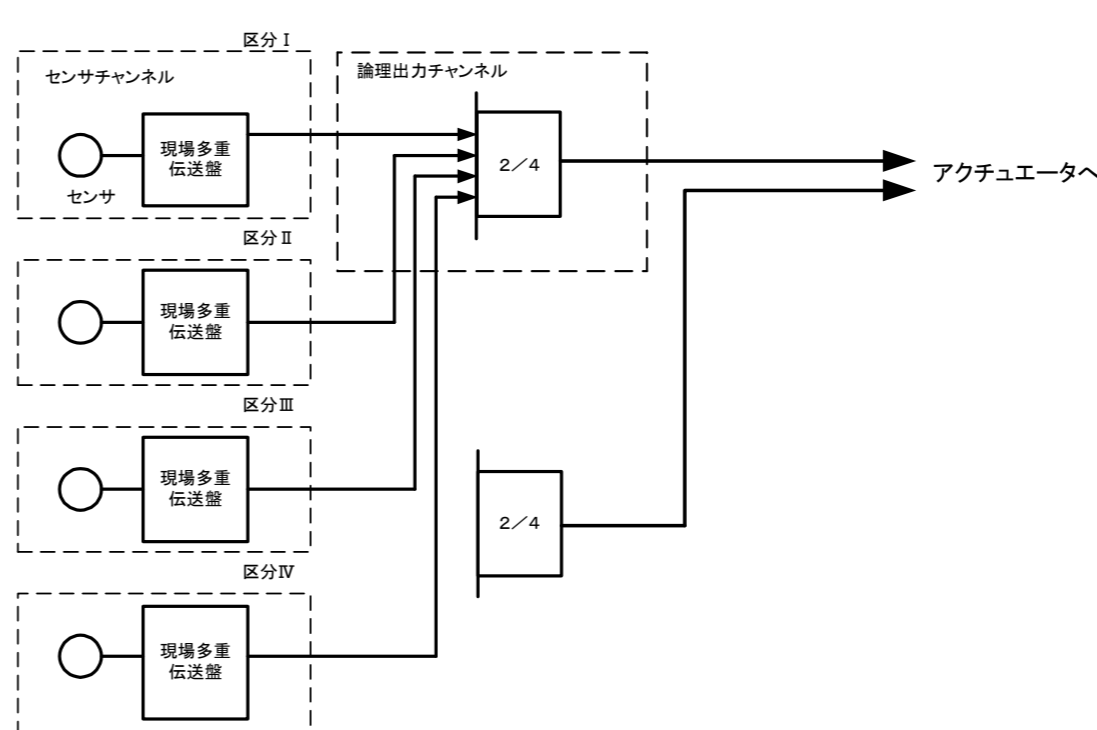 区分Ⅰ
センサチャンネル
論理出力チャンネル
現場多重
伝送盤
センサ
2／4
アクチュエータへ
区分Ⅱ
現場多重
伝送盤
区分Ⅲ
現場多重
伝送盤
2／4
区分Ⅳ
現場多重
伝送盤